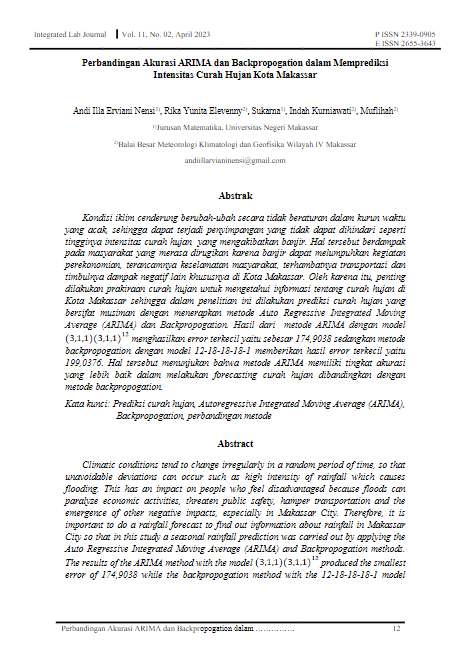 Integrated Lab Journal | Vol. 11, No. 02, April 2023 P ISSN 2339-0905
E ISSN 2655-3643
Perbandingan Akurasi ARIMA dan Backpropogation dalam Memprediksi
Intensitas Curah Hujan Kota Makassar
Andi Illa Erviani Nensi¹⁾, Rika Yunita Elevenny²⁾, Sukarna¹⁾, Indah Kurniawati²⁾, Muflihah²⁾
¹⁾Jurusan Matematika, Universitas Negeri Makassar
²⁾Balai Besar Meteorologi Klimatologi dan Geofisika Wilayah IV Makassar
andiillarvianinensi@gmail.com
Abstrak
Kondisi iklim cenderung berubah-ubah secara tidak beraturan dalam kurun waktu
yang acak, sehingga dapat terjadi penyimpangan yang tidak dapat dihindari seperti
tingginya intensitas curah hujan yang mengakibatkan banjir. Hal tersebut berdampak
pada masyarakat yang merasa dirugikan karena banjir dapat melumpuhkan kegiatan
perekonomian, terancamnya keselamatan masyarakat, terhambatnya transportasi dan
timbulnya dampak negatif lain khususnya di Kota Makassar. Oleh karena itu, penting
dilakukan prakiraan curah hujan untuk mengetahui informasi tentang curah hujan di
Kota Makassar sehingga dalam penelitian ini dilakukan prediksi curah hujan yang
bersifat musiman dengan menerapkan metode Auto Regressive Integrated Moving
Average (ARIMA) dan Backpropogation. Hasil dari metode ARIMA dengan model
(3,1,1)(3,1,1)¹² menghasilkan error terkecil yaitu sebesar 174,9038 sedangkan metode
backpropogation dengan model 12-18-18-18-1 memberikan hasil error terkecil yaitu
199,0376. Hal tersebut menunjukan bahwa metode ARIMA memiliki tingkat akurasi
yang lebih baik dalam melakukan forecasting curah hujan dibandingkan dengan
metode backpropogation.
Kata kunci: Prediksi curah hujan, Autoregressive Integrated Moving Average (ARIMA),
Backpropogation, perbandingan metode
Abstract
Climatic conditions tend to change irregularly in a random period of time, so that
unavoidable deviations can occur such as high intensity of rainfall which causes
flooding. This has an impact on people who feel disadvantaged because floods can
paralyze economic activities, threaten public safety, hamper transportation and the
emergence of other negative impacts, especially in Makassar City. Therefore, it is
important to do a rainfall forecast to find out information about rainfall in Makassar
City so that in this study a seasonal rainfall prediction was carried out by applying the
Auto Regressive Integrated Moving Average (ARIMA) and Backpropogation methods.
The results of the ARIMA method with the model (3,1,1)(3,1,1)¹² produced the smallest
error of 174,9038 while the backpropogation method with the 12-18-18-18-1 model
Perbandingan Akurasi ARIMA dan Backpropogation dalam …………… 12